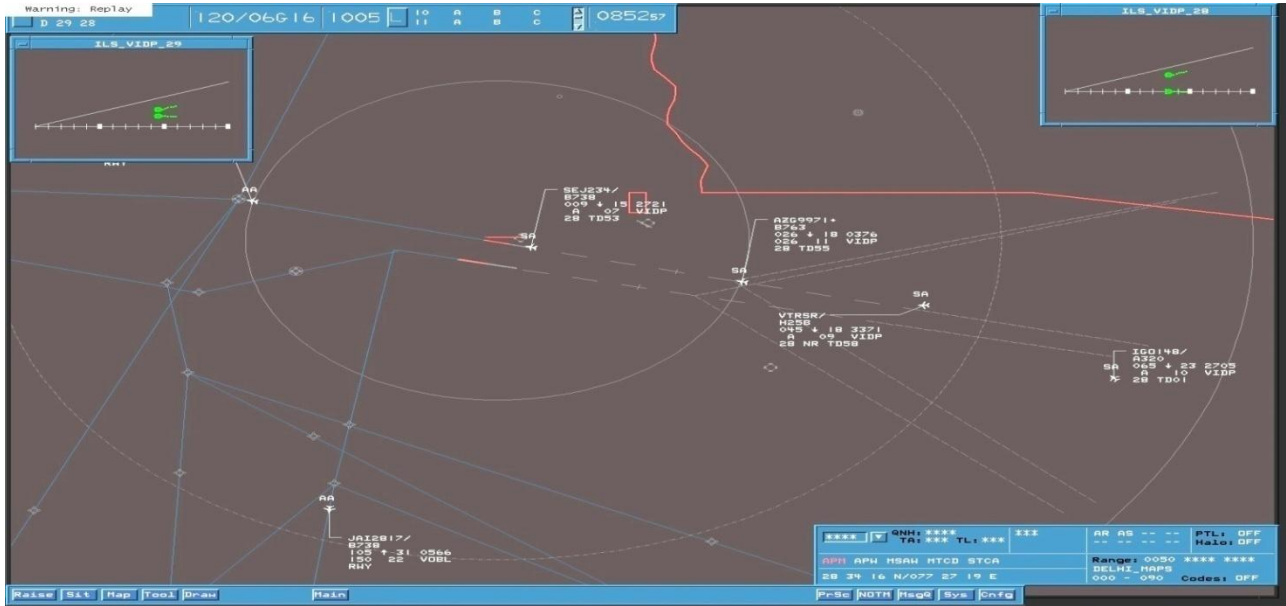 Warning: Replay
D 29 28
120/06G16 1005 L 10 A B C
11 A B C
085257
ILS_VIDP_29
ILS_VIDP_28
RWY
AA
SEJ234/
B738
009 ↓ 15 2721
A 07 VIDP
28 TD53
SA
AZG9971+
B763
026 ↓ 18 0376
026 11 VIDP
28 TD55
SA
SA
VTRSR/
H25B
045 ↓ 18 3371
A 09 VIDP
28 NR TD58
IGO148/
A320
SA 065 ↓ 23 2705
A 10 VIDP
28 TD01
AA
JAI2817/
B738
105 ↑ 31 0566
150 22 VOBL
RWY
**** QNH: **** ***
TA: *** TL: ***
AR AS -- -- PTL: OFF
-- -- -- -- Halo: OFF
APM APW MSAW MTCD STCA
Range: 0050 **** ****
DELHI_MAPS
28 34 16 N/077 27 19 E
000 - 090 Codes: OFF
Raise Sit Map Tool Draw Main PrSc NOTM MsgQ Sys Cnfg